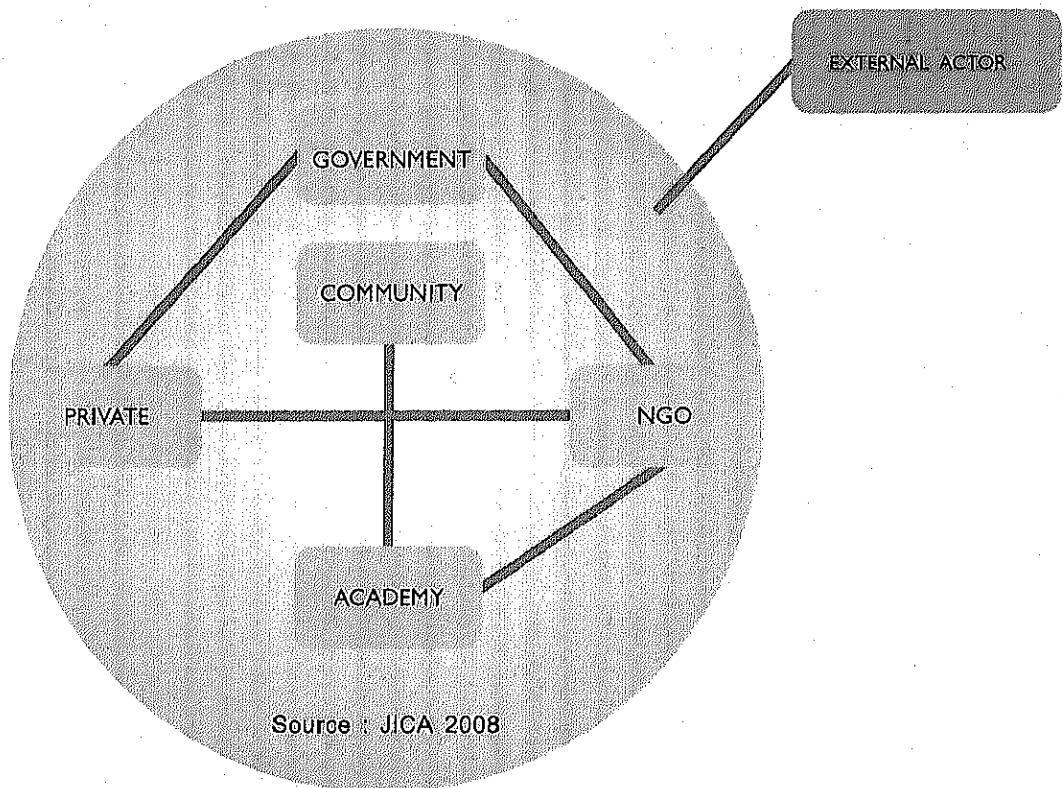 EXTERNAL ACTOR
GOVERNMENT
COMMUNITY
PRIVATE
NGO
ACADEMY
Source : JICA 2008